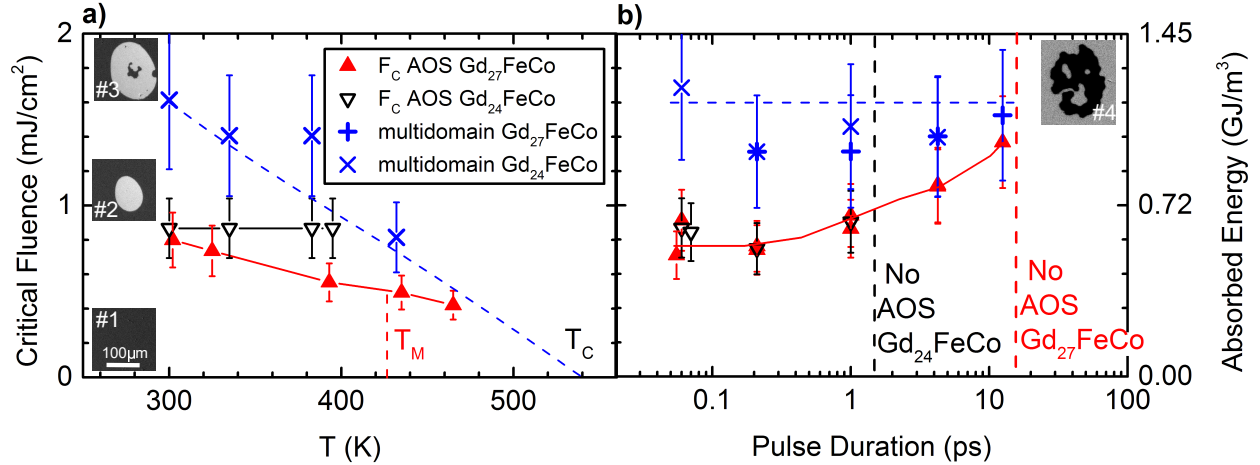 a)
b)
2
1
0
Critical Fluence (mJ/cm²)
#3
#2
#1
100μm
F_C AOS Gd₂₇FeCo
F_C AOS Gd₂₄FeCo
multidomain Gd₂₇FeCo
multidomain Gd₂₄FeCo
T_M
T_C
300
400
500
T (K)
#4
No
AOS
Gd₂₄FeCo
No
AOS
Gd₂₇FeCo
0.1
1
10
100
Pulse Duration (ps)
1.45
0.72
0.00
Absorbed Energy (GJ/m³)